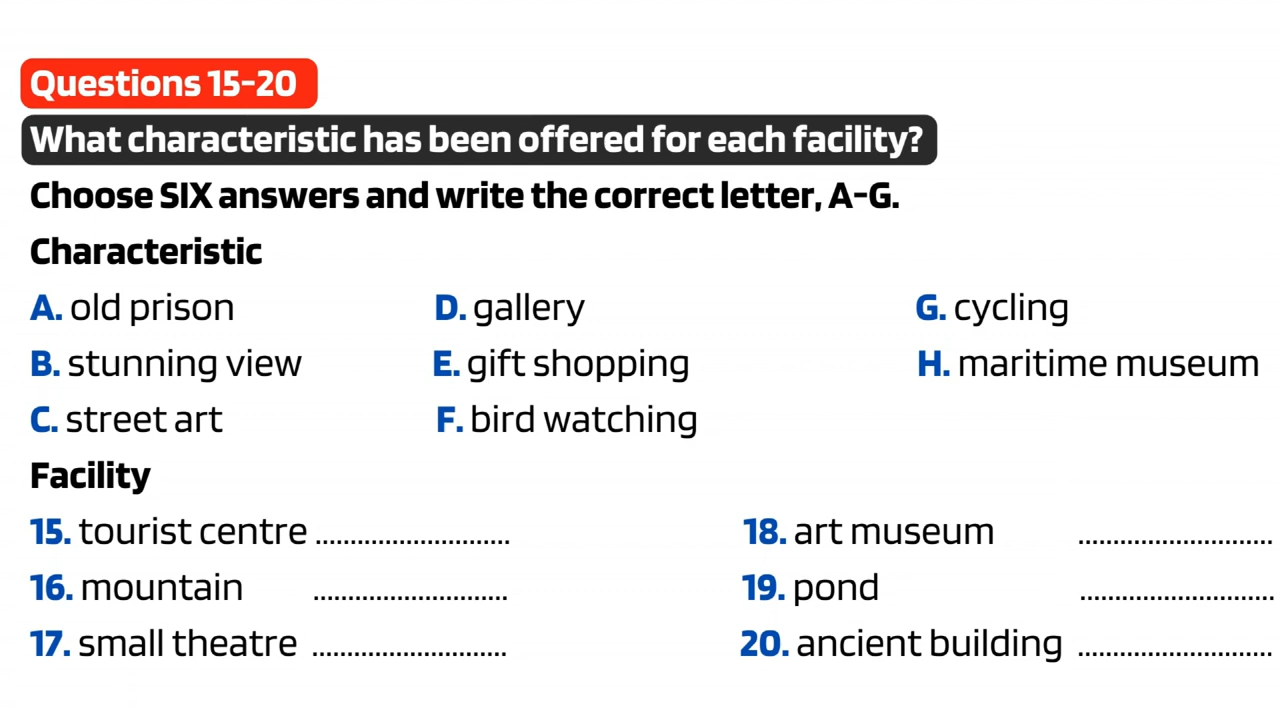 Questions 15-20
What characteristic has been offered for each facility?
Choose SIX answers and write the correct letter, A-G.
Characteristic
A. old prison D. gallery G. cycling
B. stunning view E. gift shopping H. maritime museum
C. street art F. bird watching
Facility
15. tourist centre ............................ 18. art museum ............................
16. mountain ............................ 19. pond ............................
17. small theatre ............................ 20. ancient building ............................